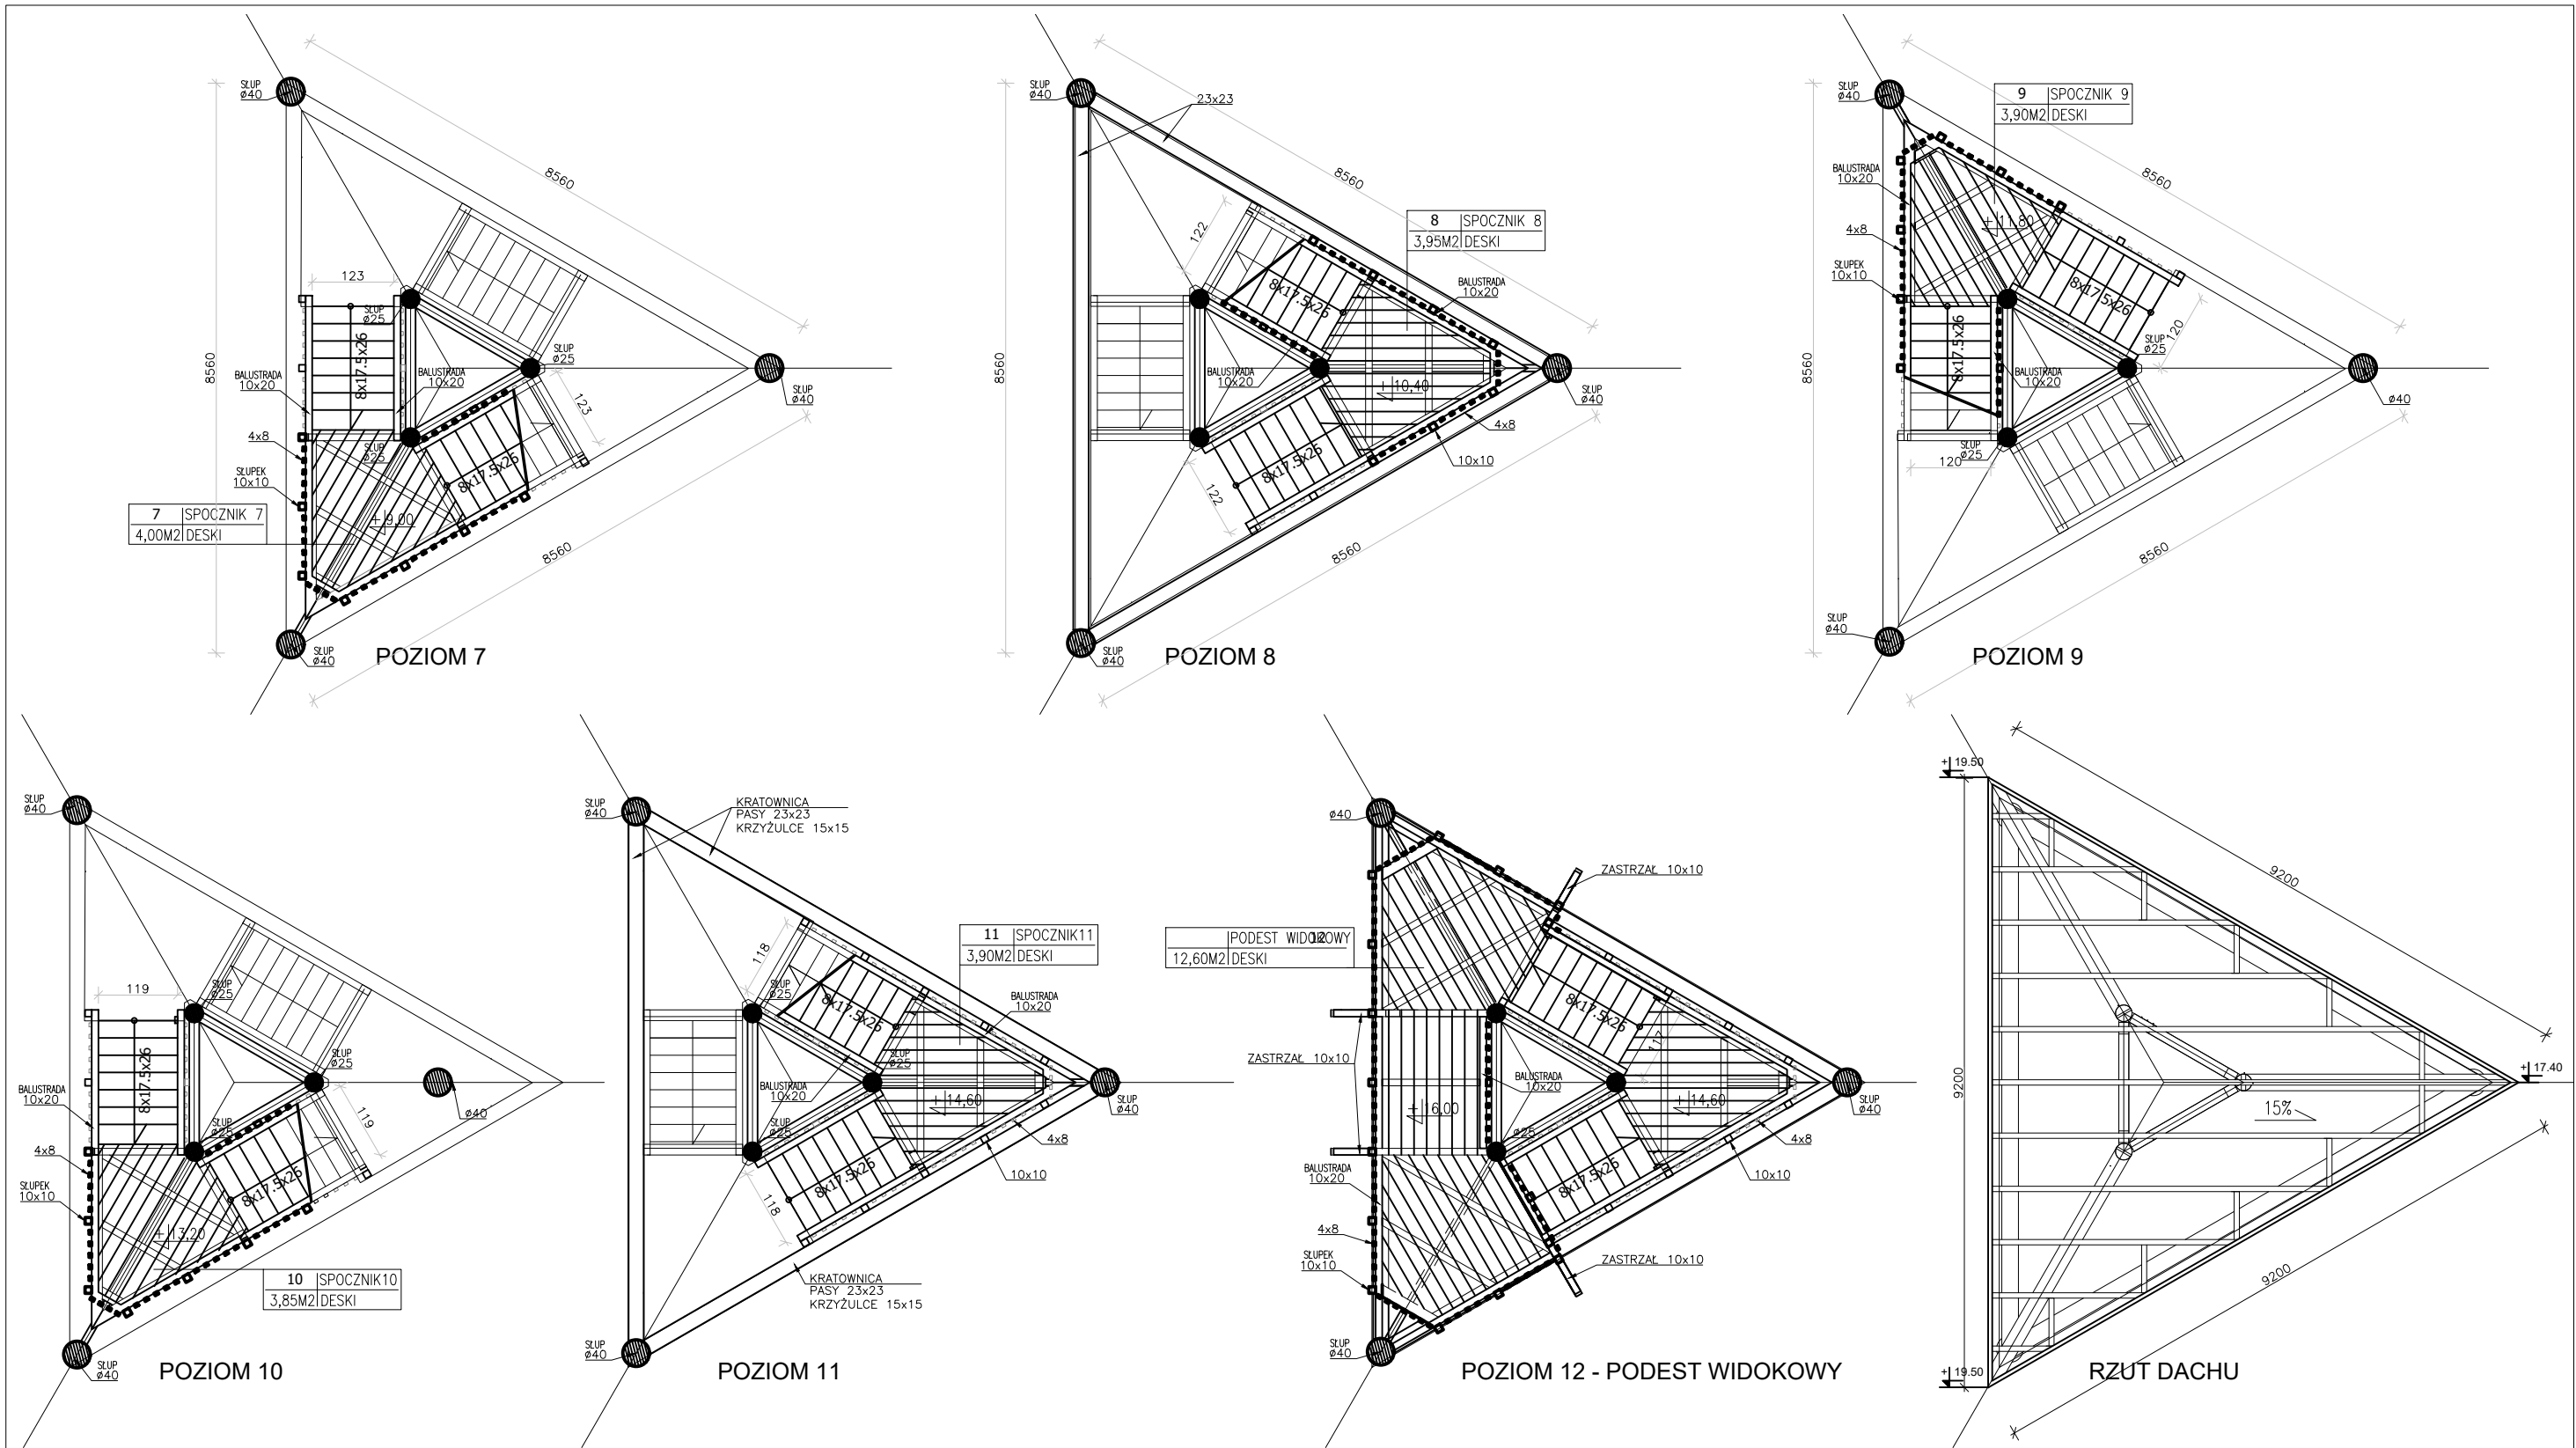 SŁUP
ø40
8560
8560
123
SŁUP
ø25
8x17.5x26
SŁUP
ø25
BALUSTRADA
10x20
BALUSTRADA
10x20
SŁUP
ø40
123
4x8
SŁUP
ø25
SŁUPEK
10x10
8x17.5x26
7 SPOCZNIK 7
4,00M2 DESKI
+9,00
8560
SŁUP
ø40
POZIOM 7
SŁUP
ø40
23x23
8560
8560
122
8 SPOCZNIK 8
3,95M2 DESKI
BALUSTRADA
10x20
8x17.5x26
BALUSTRADA
10x20
+10,40
SŁUP
ø40
4x8
10x10
8x17.5x26
122
8560
SŁUP
ø40
POZIOM 8
SŁUP
ø40
9 SPOCZNIK 9
3,90M2 DESKI
BALUSTRADA
10x20
8560
4x8
+11,80
SŁUPEK
10x10
8x17.5x26
8560
8x17.5x26
120
SŁUP
ø25
BALUSTRADA
10x20
ø40
SŁUP
ø25
120
8560
SŁUP
ø40
POZIOM 9
SŁUP
ø40
119
SŁUP
ø25
8x17.5x26
SŁUP
ø25
BALUSTRADA
10x20
ø40
SŁUP
ø25
119
4x8
SŁUPEK
10x10
8x17.5x26
+13,20
10 SPOCZNIK10
3,85M2 DESKI
SŁUP
ø40
POZIOM 10
SŁUP
ø40
KRATOWNICA
PASY 23x23
KRZYŻULCE 15x15
118
11 SPOCZNIK11
3,90M2 DESKI
SŁUP
ø25
8x17.5x26
BALUSTRADA
10x20
SŁUP
ø25
BALUSTRADA
10x20
+14,60
SŁUP
ø40
SŁUP
ø25
4x8
8x17.5x26
10x10
118
KRATOWNICA
PASY 23x23
KRZYŻULCE 15x15
SŁUP
ø40
POZIOM 11
ø40
ZASTRZAŁ 10x10
12 PODEST WIDOKOWY
12,60M2 DESKI
8x17.5x26
117
ZASTRZAŁ 10x10
BALUSTRADA
10x20
+16,00
+14,60
SŁUP
ø40
ø25
4x8
8x17.5x26
10x10
BALUSTRADA
10x20
4x8
SŁUPEK
10x10
ZASTRZAŁ 10x10
SŁUP
ø40
POZIOM 12 - PODEST WIDOKOWY
+19.50
9200
9200
+17.40
15%
9200
+19.50
RZUT DACHU